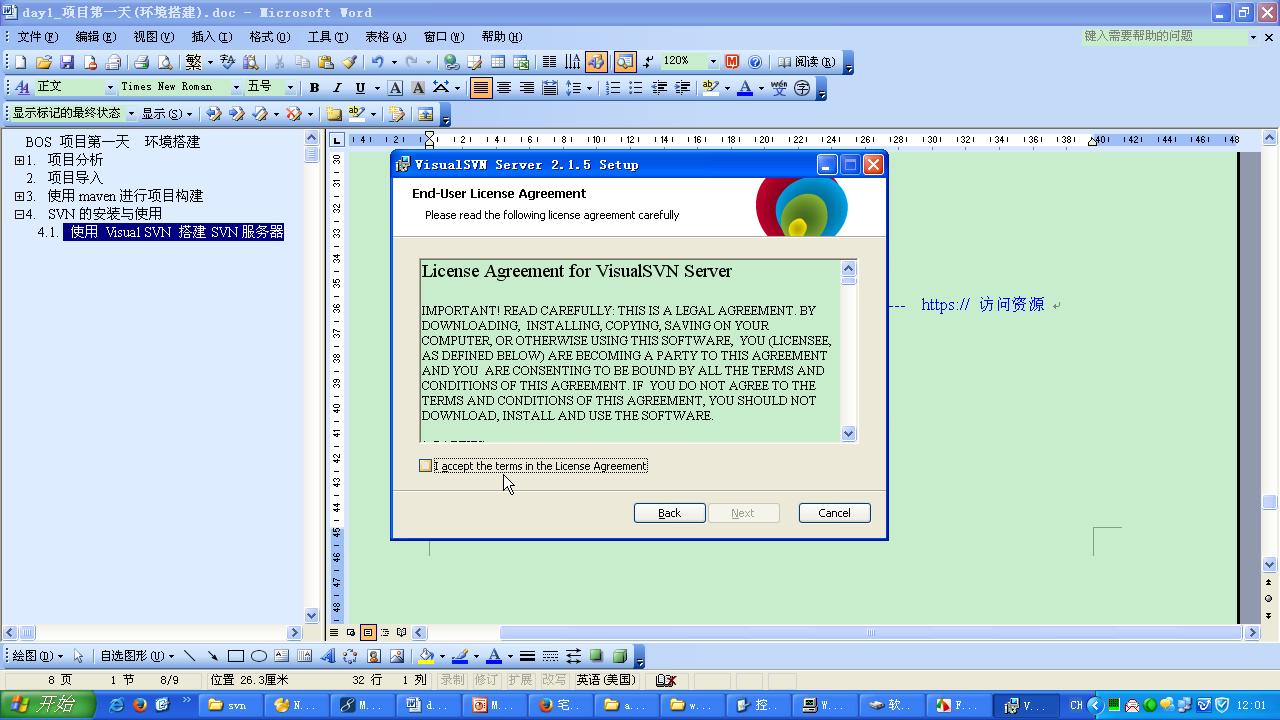 day1_项目第一天(环境搭建).doc - Microsoft Word
文件(F) 编辑(E) 视图(V) 插入(I) 格式(O) 工具(T) 表格(A) 窗口(W) 帮助(H) 键入需要帮助的问题
120% 阅读(R)
正文 Times New Roman 五号 B I U A A A
显示标记的最终状态 显示(S)
BOS 项目第一天 环境搭建
1. 项目分析
2. 项目导入
3. 使用 maven 进行项目构建
4. SVN 的安装与使用
4.1. 使用 Visual SVN 搭建 SVN 服务器
VisualSVN Server 2.1.5 Setup
End-User License Agreement
Please read the following license agreement carefully
License Agreement for VisualSVN Server
IMPORTANT! READ CAREFULLY: THIS IS A LEGAL AGREEMENT. BY
DOWNLOADING, INSTALLING, COPYING, SAVING ON YOUR
COMPUTER, OR OTHERWISE USING THIS SOFTWARE, YOU (LICENSEE,
AS DEFINED BELOW) ARE BECOMING A PARTY TO THIS AGREEMENT
AND YOU ARE CONSENTING TO BE BOUND BY ALL THE TERMS AND
CONDITIONS OF THIS AGREEMENT. IF YOU DO NOT AGREE TO THE
TERMS AND CONDITIONS OF THIS AGREEMENT, YOU SHOULD NOT
DOWNLOAD, INSTALL AND USE THE SOFTWARE.
I accept the terms in the License Agreement
Back Next Cancel
--- https:// 访问资源
绘图(D) 自选图形(U)
8 页 1 节 8/9 位置 26.3厘米 32 行 1 列 录制 修订 扩展 改写 英语(美国)
开始 svn N... M... d... M... 宅... a... w... 控... W... 软... F... V... CH 12:01